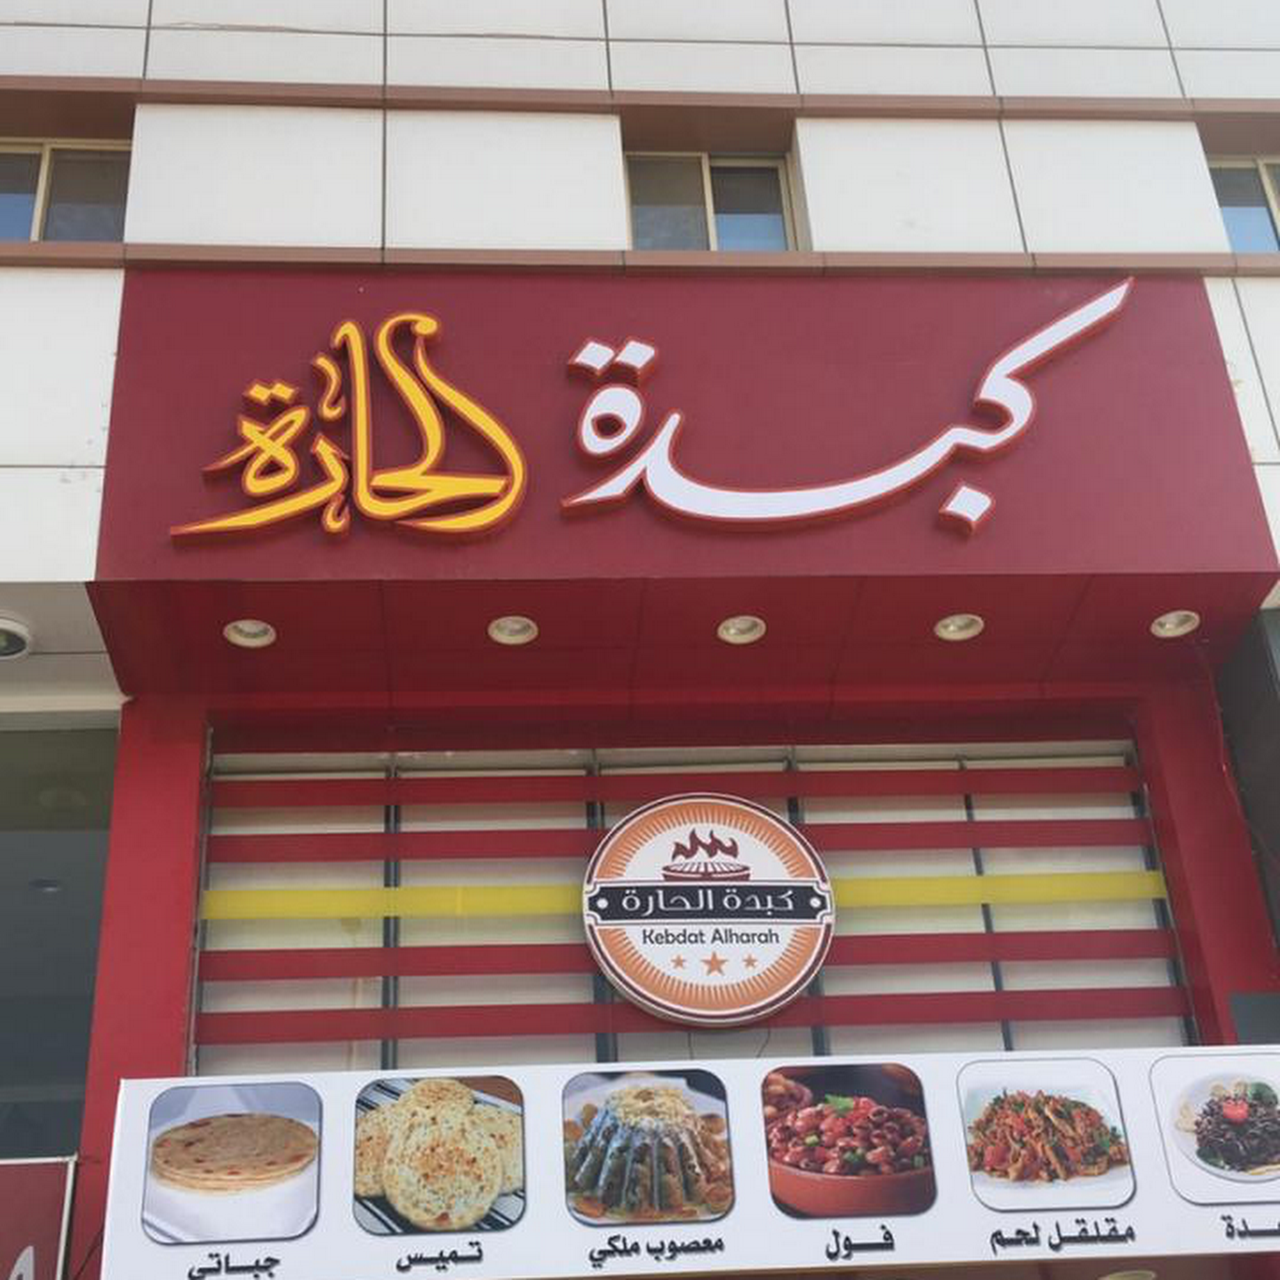 كبدة الحارة
كبدة الحارة
Kebdat Alharah
مقلقل لحم
فول
معصوب ملكي
تميس
جباتي